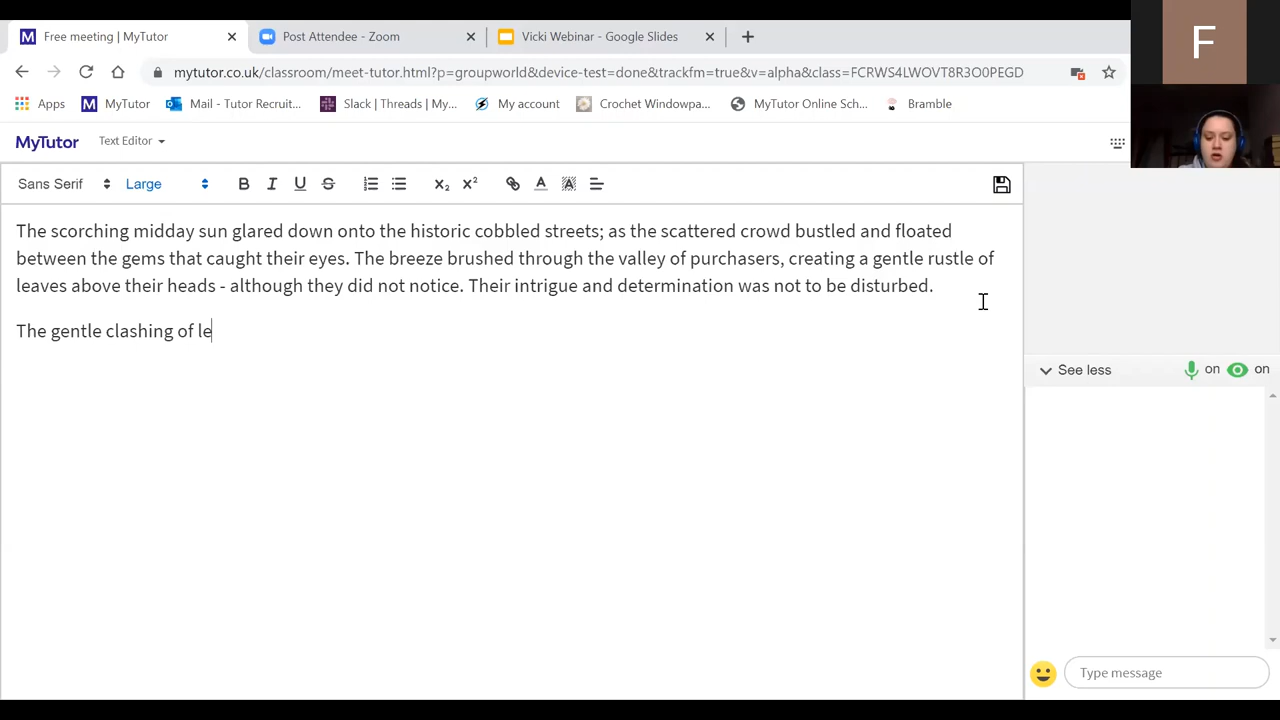 Free meeting | MyTutor
Post Attendee - Zoom
Vicki Webinar - Google Slides
F
mytutor.co.uk/classroom/meet-tutor.html?p=groupworld&device-test=done&trackfm=true&v=alpha&class=FCRWS4LWOVT8R3O0PEGD
Apps
MyTutor
Mail - Tutor Recruit...
Slack | Threads | My...
My account
Crochet Windowpa...
MyTutor Online Sch...
Bramble
MyTutor
Text Editor
Sans Serif
Large
B I U S
X₂ X²
A A
The scorching midday sun glared down onto the historic cobbled streets; as the scattered crowd bustled and floated
between the gems that caught their eyes. The breeze brushed through the valley of purchasers, creating a gentle rustle of
leaves above their heads - although they did not notice. Their intrigue and determination was not to be disturbed.
The gentle clashing of le
See less
on
on
Type message